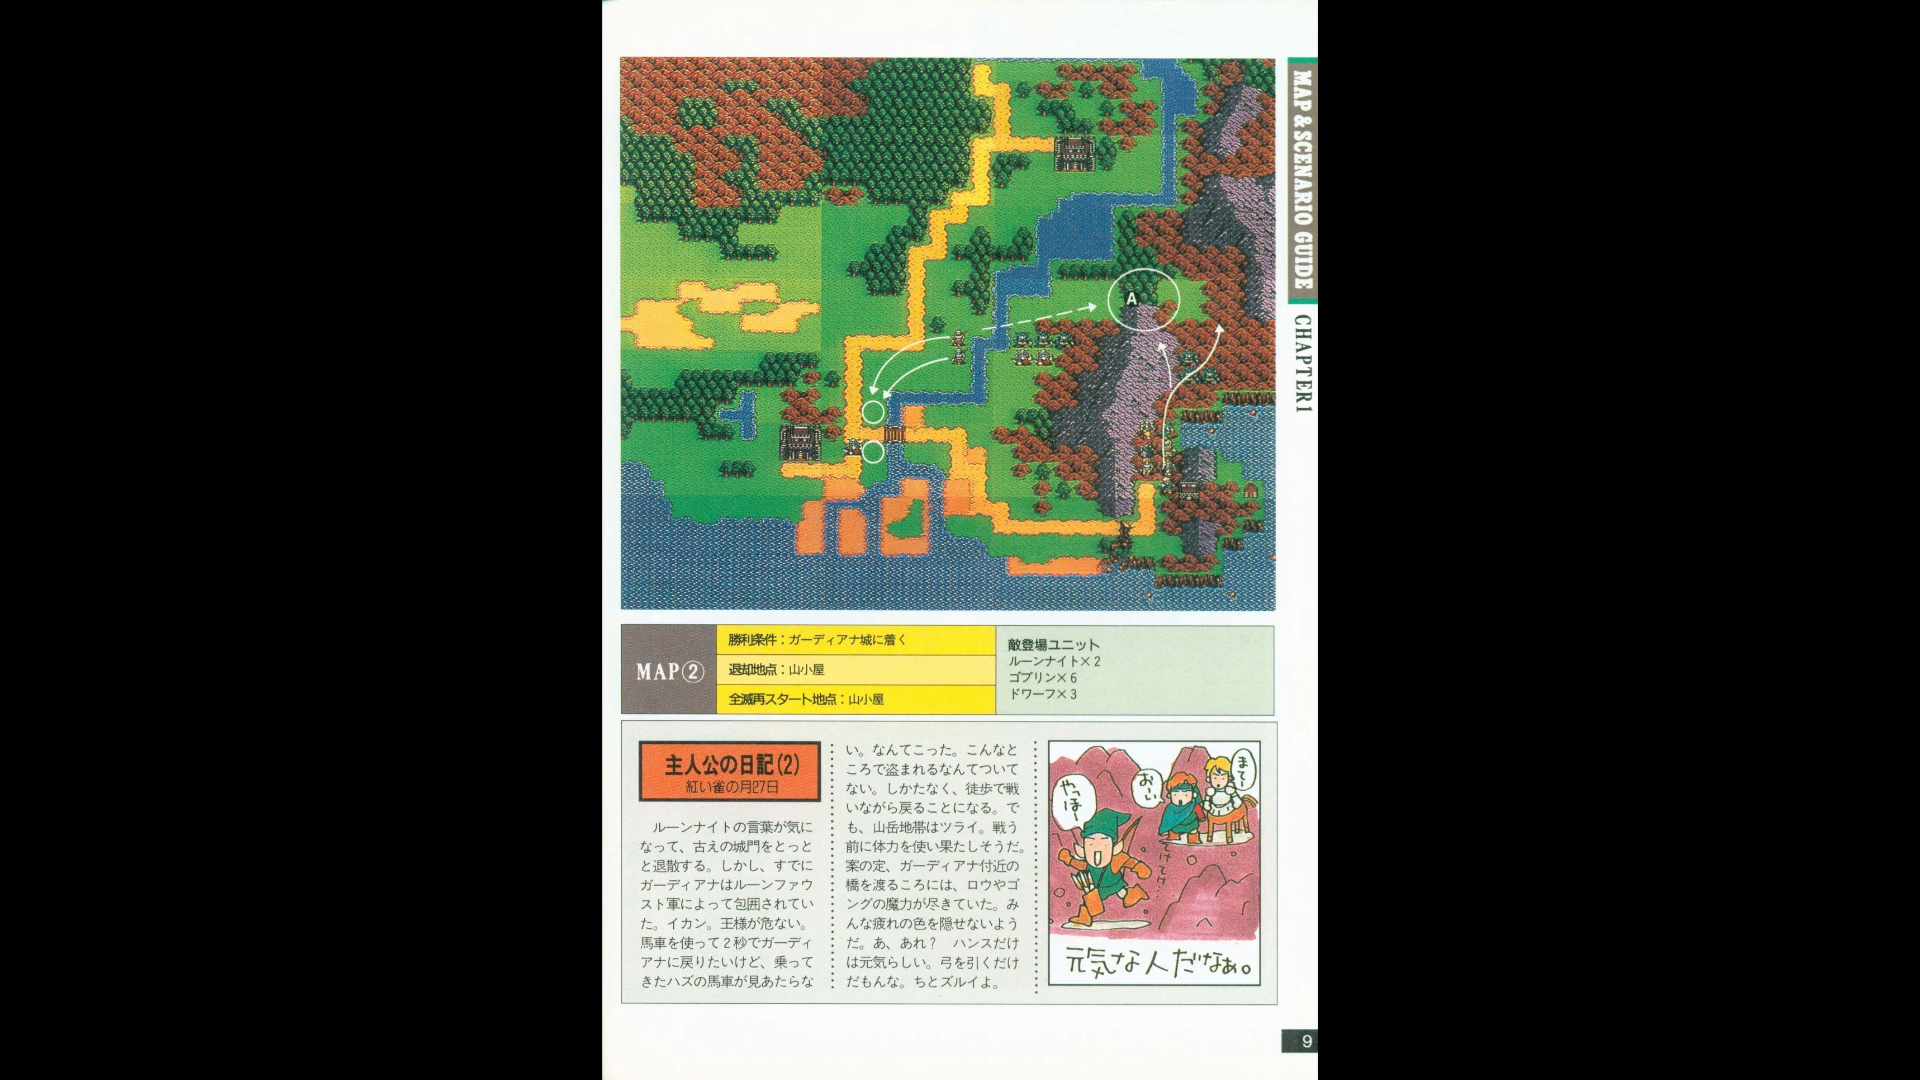 MAP & SCENARIO GUIDE
CHAPTER1
A
MAP②
勝利条件：ガーディアナ城に着く
退却地点：山小屋
全滅再スタート地点：山小屋
敵登場ユニット
ルーンナイト×2
ゴブリン×6
ドワーフ×3
主人公の日記(2)
紅い雀の月27日
ルーンナイトの言葉が気に
なって、古えの城門をとっと
と退散する。しかし、すでに
ガーディアナはルーンファウ
スト軍によって包囲されてい
た。イカン。王様が危ない。
馬車を使って2秒でガーディ
アナに戻りたいけど、乗って
きたハズの馬車が見あたらな
い。なんてこった。こんなと
ころで盗まれるなんてついて
ない。しかたなく、徒歩で戦
いながら戻ることになる。で
も、山岳地帯はツライ。戦う
前に体力を使い果たしそうだ。
案の定、ガーディアナ付近の
橋を渡るころには、ロウやゴ
ングの魔力が尽きていた。み
んな疲れの色を隠せないよう
だ。あ、あれ？　ハンスだけ
は元気らしい。弓を引くだけ
だもんな。ちとズルイよ。
まてー
おーい
やっほー
てけてけ…
元気な人だなぁ。
9